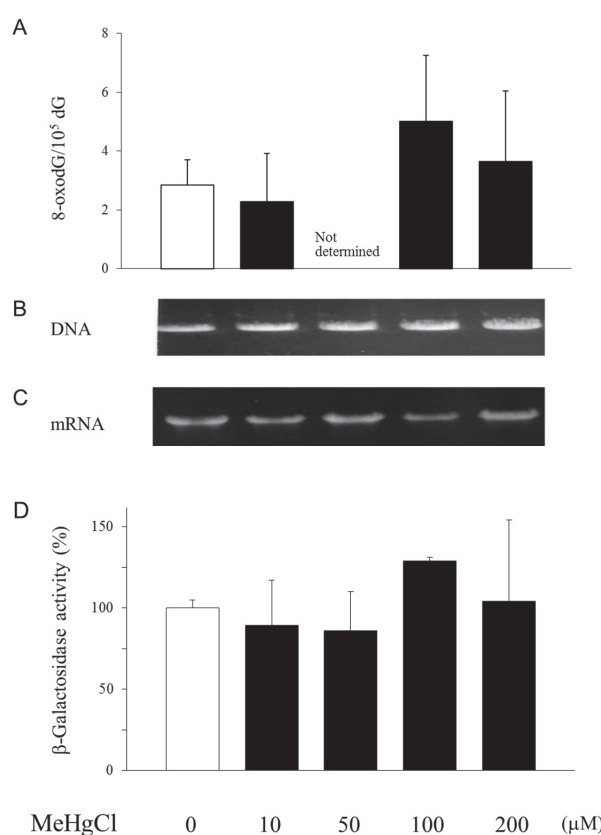 A
8-oxodG/10⁵ dG
8
6
4
2
0
Not
determined
B
DNA
C
mRNA
D
β-Galactosidase activity (%)
150
100
50
0
MeHgCl 0 10 50 100 200 (μM)